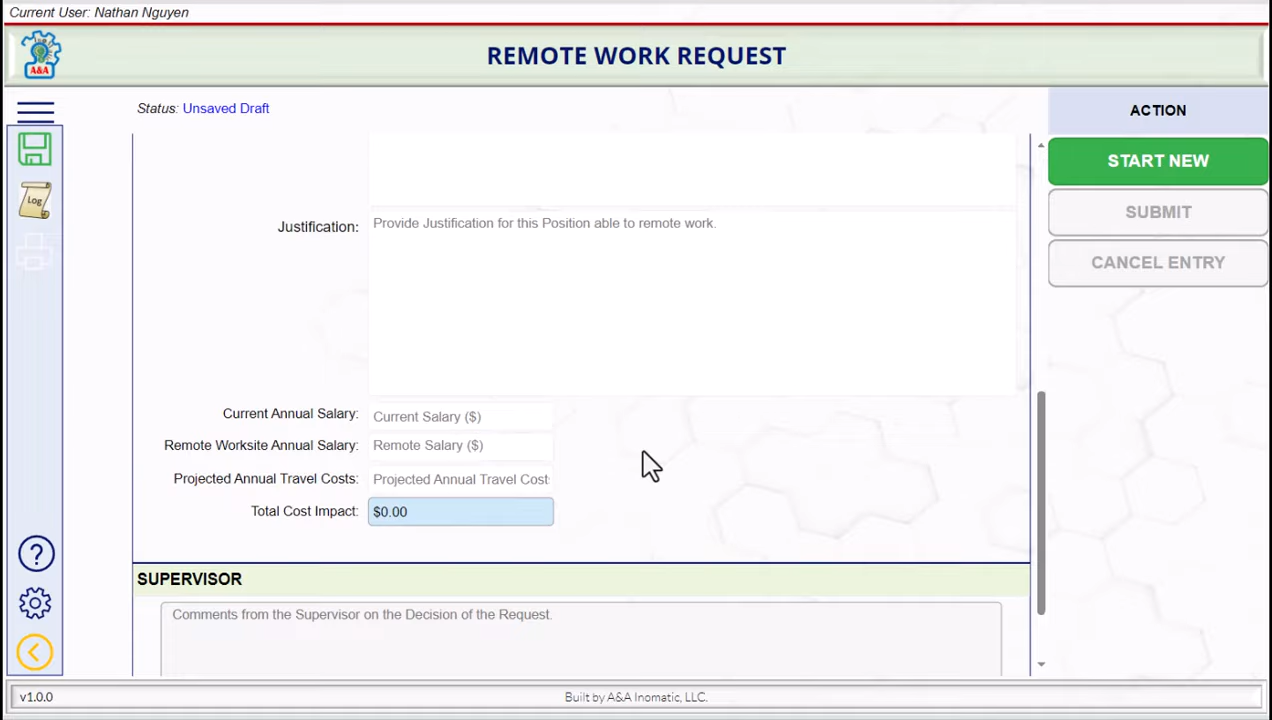 Current User: Nathan Nguyen
A&A
REMOTE WORK REQUEST
Status: Unsaved Draft
ACTION
START NEW
Log
Justification: Provide Justification for this Position able to remote work.
SUBMIT
CANCEL ENTRY
Current Annual Salary: Current Salary ($)
Remote Worksite Annual Salary: Remote Salary ($)
Projected Annual Travel Costs: Projected Annual Travel Cost
Total Cost Impact: $0.00
?
SUPERVISOR
Comments from the Supervisor on the Decision of the Request.
v1.0.0
Built by A&A Inomatic, LLC.